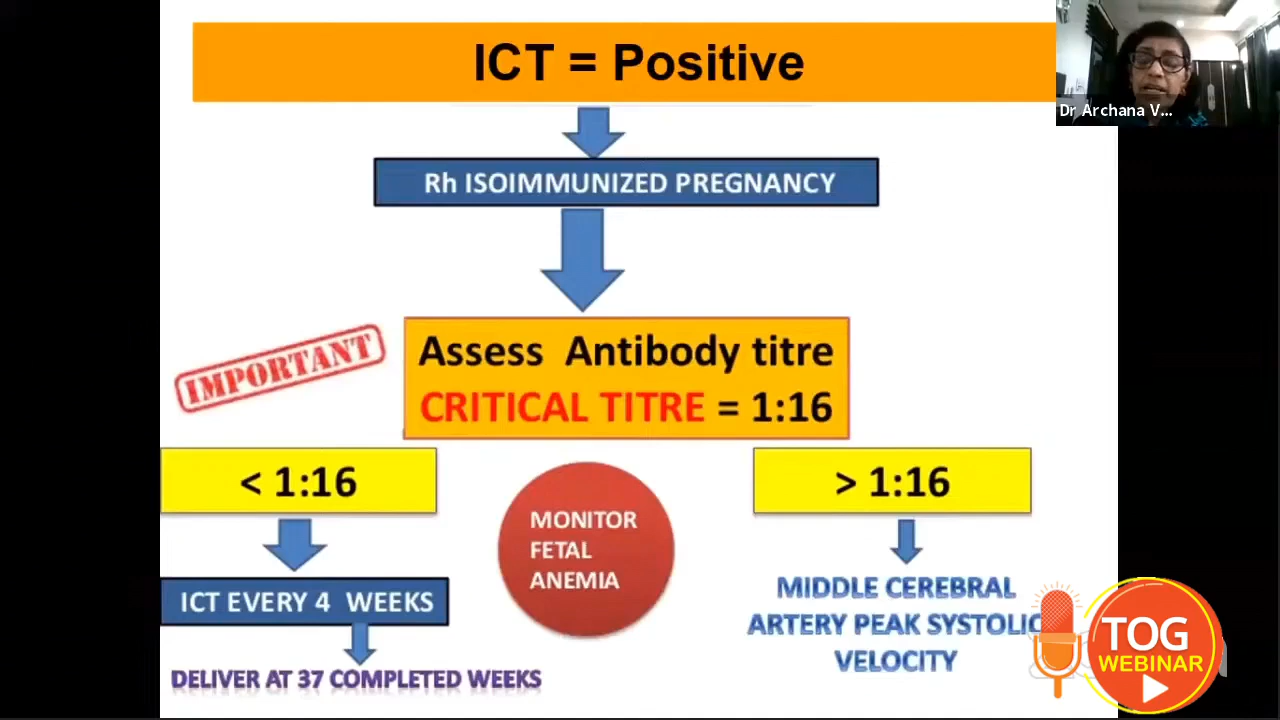 ICT = Positive
Dr Archana V...
Rh ISOIMMUNIZED PREGNANCY
IMPORTANT
Assess Antibody titre
CRITICAL TITRE = 1:16
< 1:16
> 1:16
MONITOR
FETAL
ANEMIA
ICT EVERY 4 WEEKS
DELIVER AT 37 COMPLETED WEEKS
MIDDLE CEREBRAL
ARTERY PEAK SYSTOLIC
VELOCITY
TOG
WEBINAR